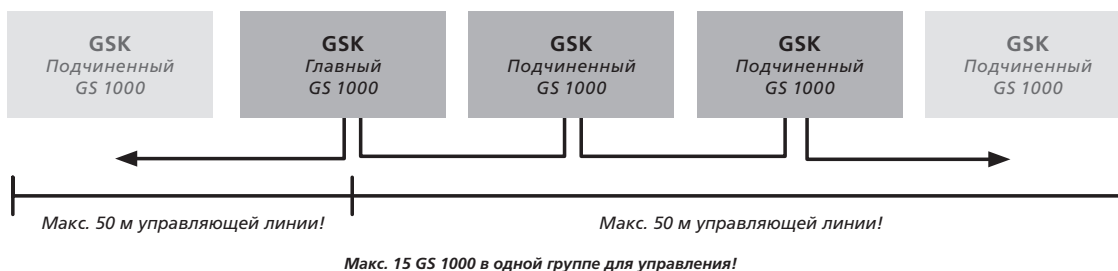 GSK
Подчиненный
GS 1000
GSK
Главный
GS 1000
GSK
Подчиненный
GS 1000
GSK
Подчиненный
GS 1000
GSK
Подчиненный
GS 1000
Макс. 50 м управляющей линии!
Макс. 50 м управляющей линии!
Макс. 15 GS 1000 в одной группе для управления!